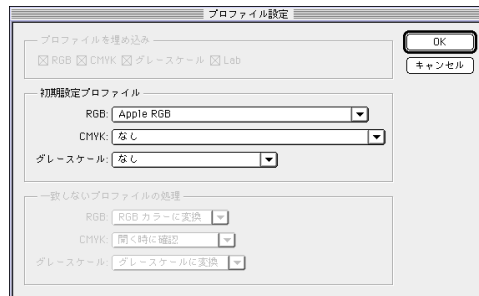 プロファイル設定
プロファイルを埋め込み
RGB CMYK グレースケール Lab
OK
キャンセル
初期設定プロファイル
RGB: Apple RGB
CMYK: なし
グレースケール: なし
一致しないプロファイルの処理
RGB: RGB カラーに変換
CMYK: 開く時に確認
グレースケール: グレースケールに変換